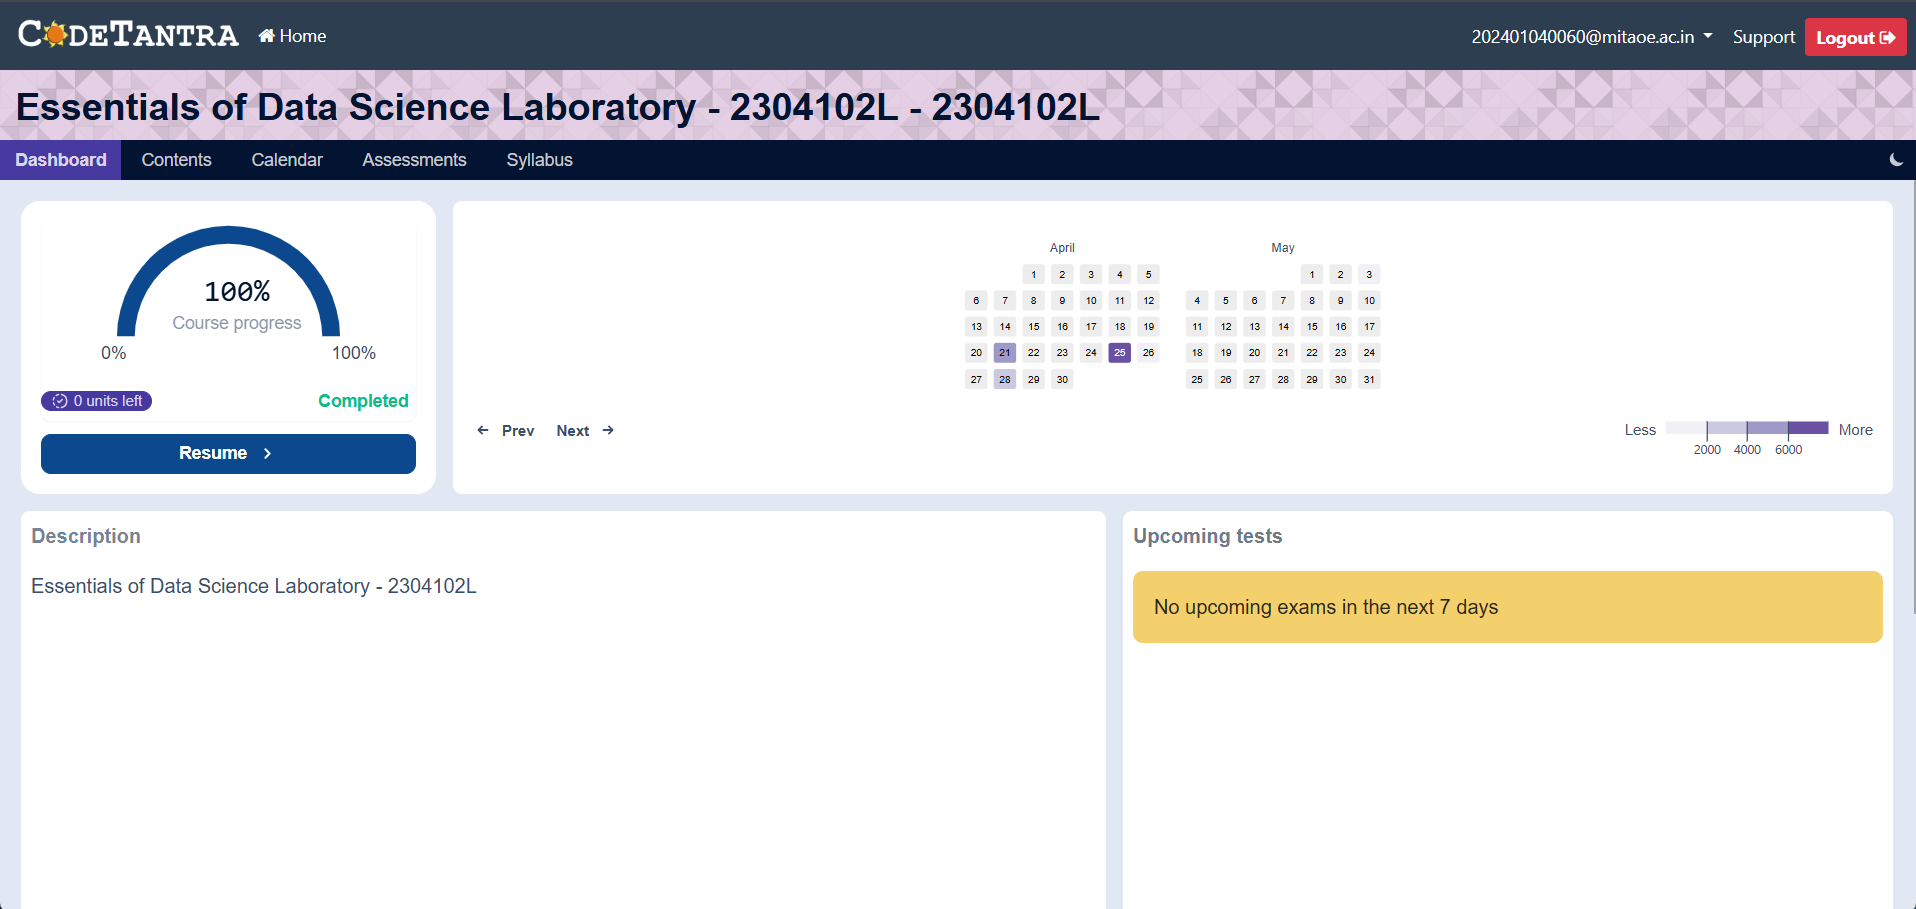 CODETANTRA Home 202401040060@mitaoe.ac.in Support Logout
Essentials of Data Science Laboratory - 2304102L - 2304102L
Dashboard Contents Calendar Assessments Syllabus
100%
Course progress
0% 100%
0 units left Completed
Resume
April May
1 2 3 4 5 1 2 3
6 7 8 9 10 11 12 4 5 6 7 8 9 10
13 14 15 16 17 18 19 11 12 13 14 15 16 17
20 21 22 23 24 25 26 18 19 20 21 22 23 24
27 28 29 30 25 26 27 28 29 30 31
Prev Next Less More
2000 4000 6000
Description
Essentials of Data Science Laboratory - 2304102L
Upcoming tests
No upcoming exams in the next 7 days